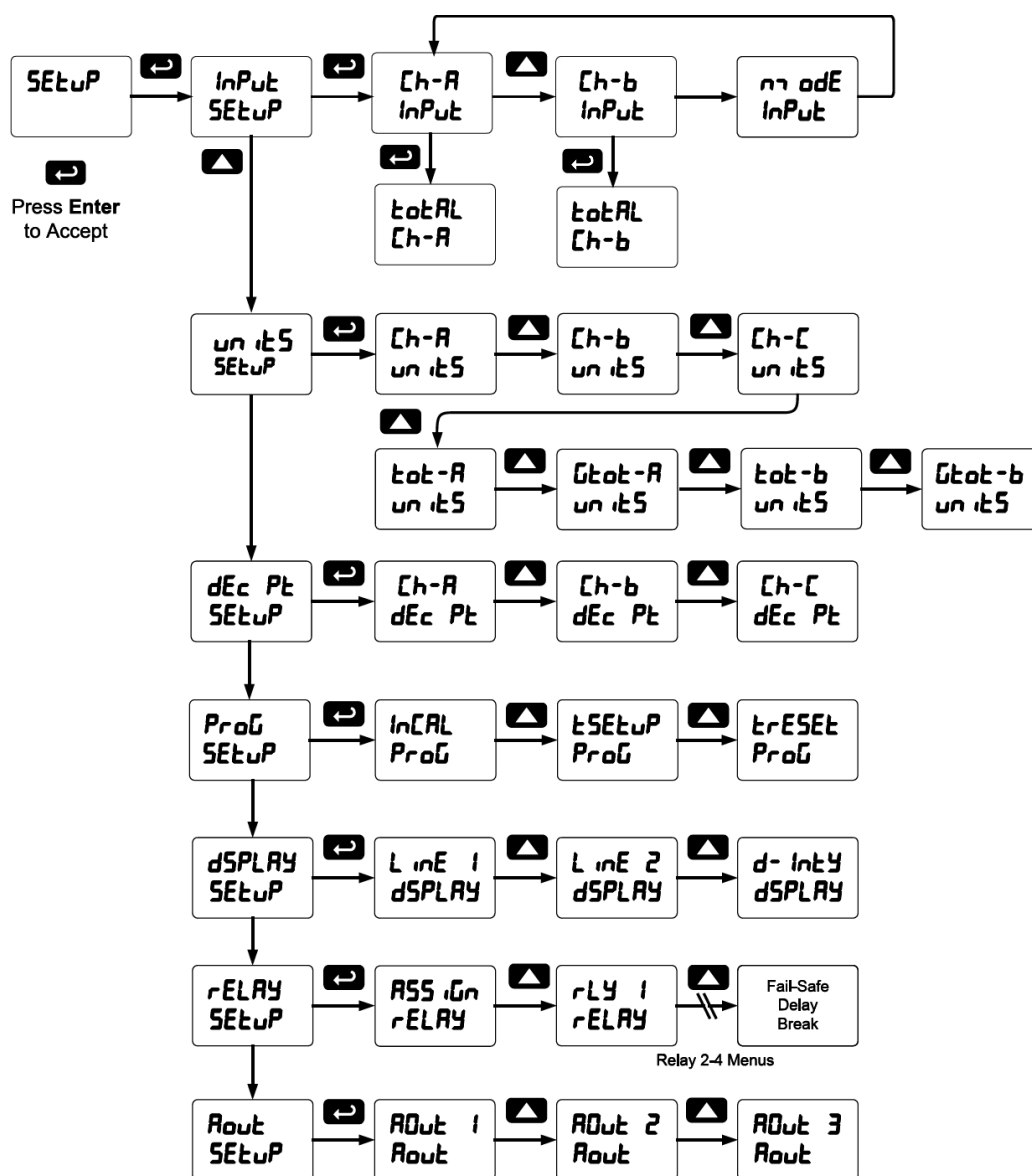 SEtuP
InPut
SEtuP
Ch-A
InPut
Ch-b
InPut
modE
InPut
Press Enter
to Accept
totAL
Ch-A
totAL
Ch-b
unitS
SEtuP
Ch-A
unitS
Ch-b
unitS
Ch-C
unitS
tot-A
unitS
Gtot-A
unitS
tot-b
unitS
Gtot-b
unitS
dEc Pt
SEtuP
Ch-A
dEc Pt
Ch-b
dEc Pt
Ch-C
dEc Pt
ProG
SEtuP
InCAL
ProG
tSEtuP
ProG
trESEt
ProG
dSPLAY
SEtuP
LinE 1
dSPLAY
LinE 2
dSPLAY
d-IntY
dSPLAY
rELAY
SEtuP
ASSiGn
rELAY
rLY 1
rELAY
Fail-Safe
Delay
Break
Relay 2-4 Menus
Aout
SEtuP
AOut 1
Aout
AOut 2
Aout
AOut 3
Aout